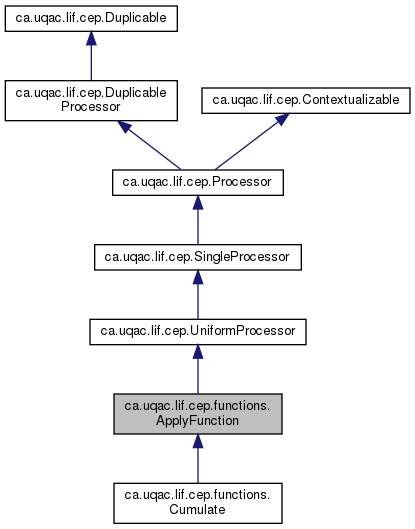 ca.uqac.lif.cep.Duplicable
ca.uqac.lif.cep.Duplicable
Processor
ca.uqac.lif.cep.Contextualizable
ca.uqac.lif.cep.Processor
ca.uqac.lif.cep.SingleProcessor
ca.uqac.lif.cep.UniformProcessor
ca.uqac.lif.cep.functions.
ApplyFunction
ca.uqac.lif.cep.functions.
Cumulate